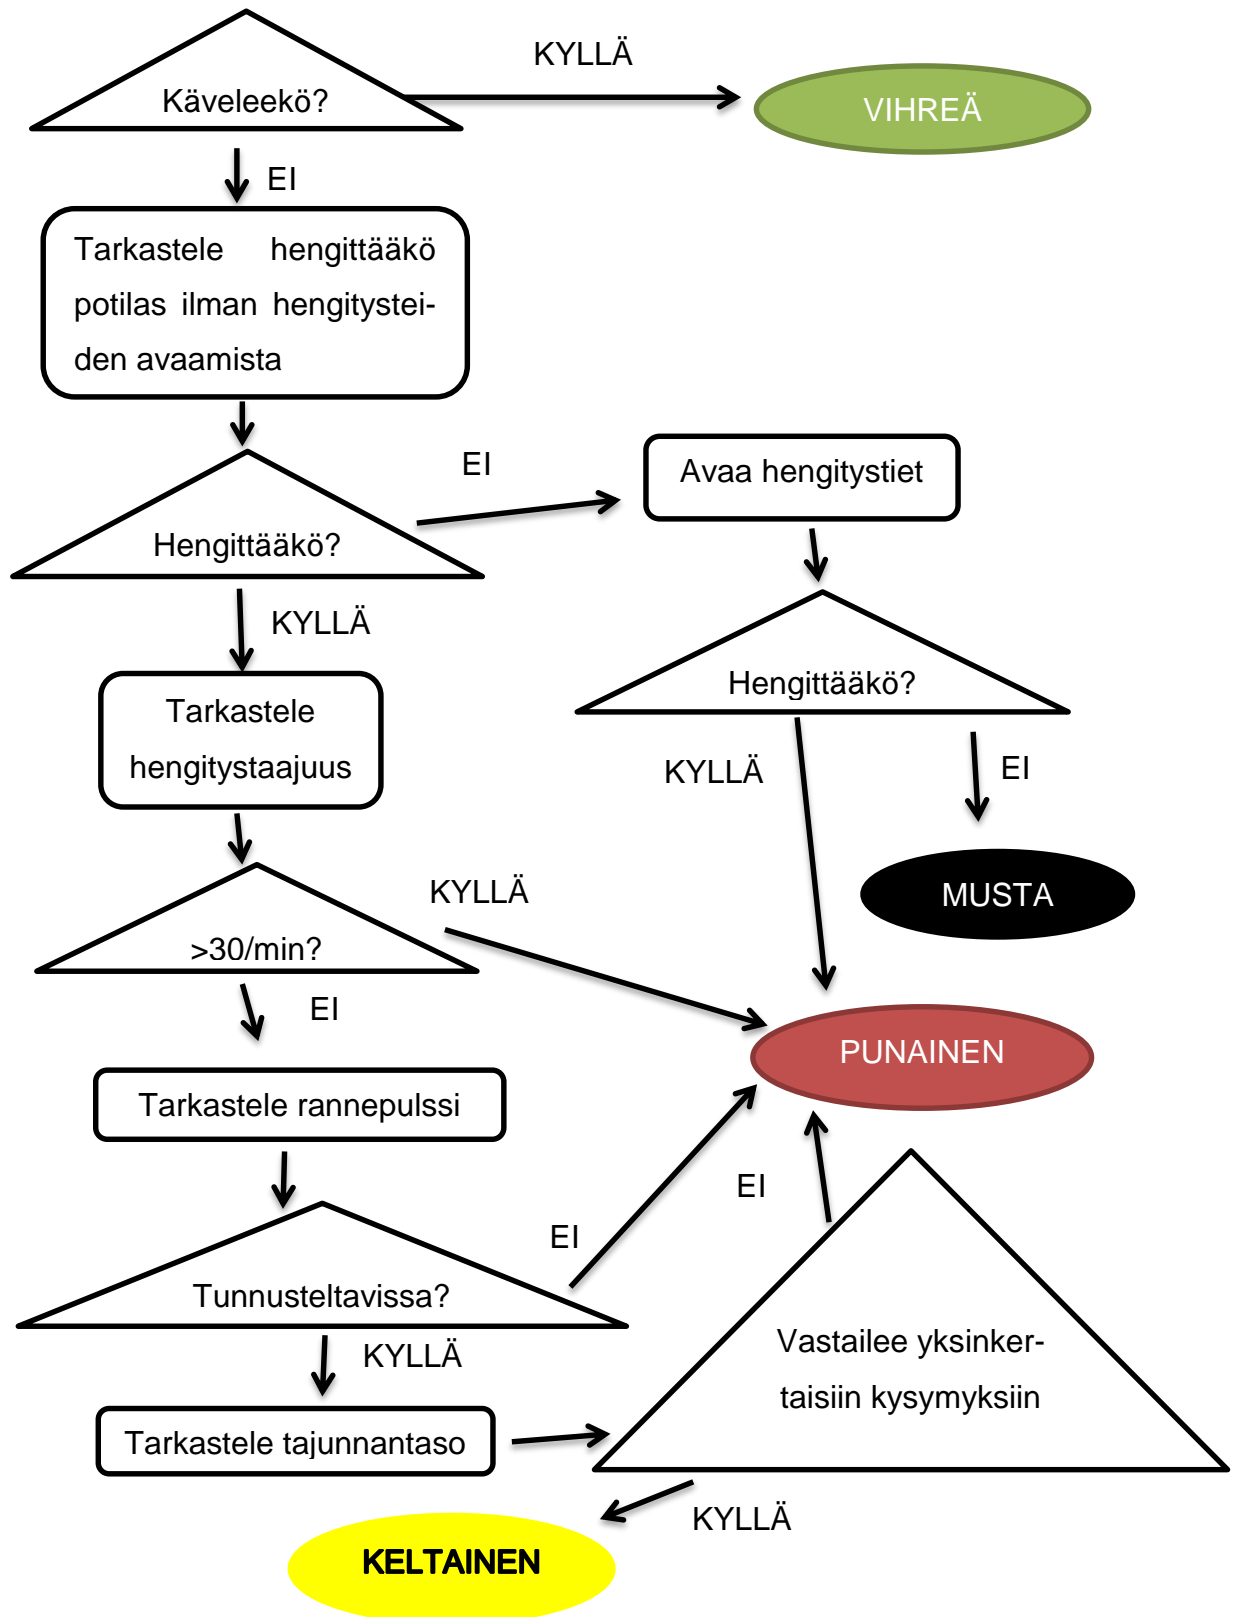 KYLLÄ
Käveleekö?
VIHREÄ
EI
Tarkastele hengittääkö
potilas ilman hengitystei-
den avaamista
EI
Avaa hengitystiet
Hengittääkö?
KYLLÄ
Hengittääkö?
Tarkastele
hengitystaajuus
KYLLÄ
EI
KYLLÄ
MUSTA
>30/min?
EI
PUNAINEN
Tarkastele rannepulssi
EI
EI
Tunnusteltavissa?
KYLLÄ
Vastailee yksinker-
taisiin kysymyksiin
Tarkastele tajunnantaso
KYLLÄ
KELTAINEN